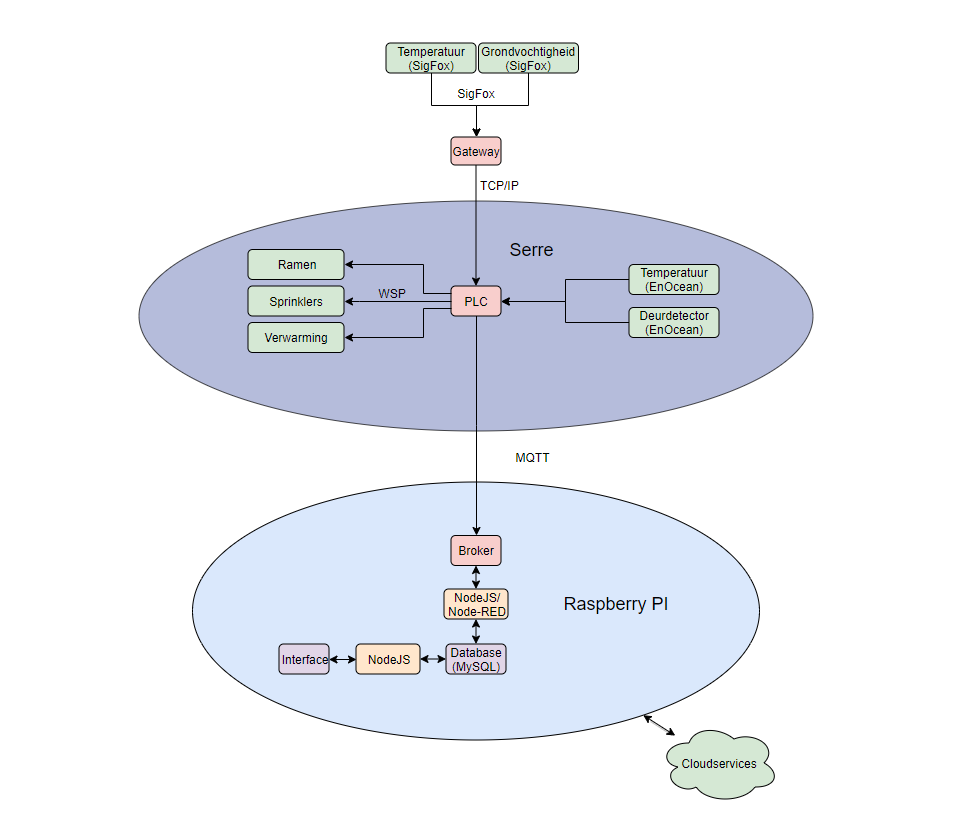 Temperatuur
(SigFox)
Grondvochtigheid
(SigFox)
SigFox
Gateway
TCP/IP
Serre
Ramen
Sprinklers
Verwarming
WSP
PLC
Temperatuur
(EnOcean)
Deurdetector
(EnOcean)
MQTT
Broker
NodeJS/
Node-RED
Raspberry PI
Interface
NodeJS
Database
(MySQL)
Cloudservices